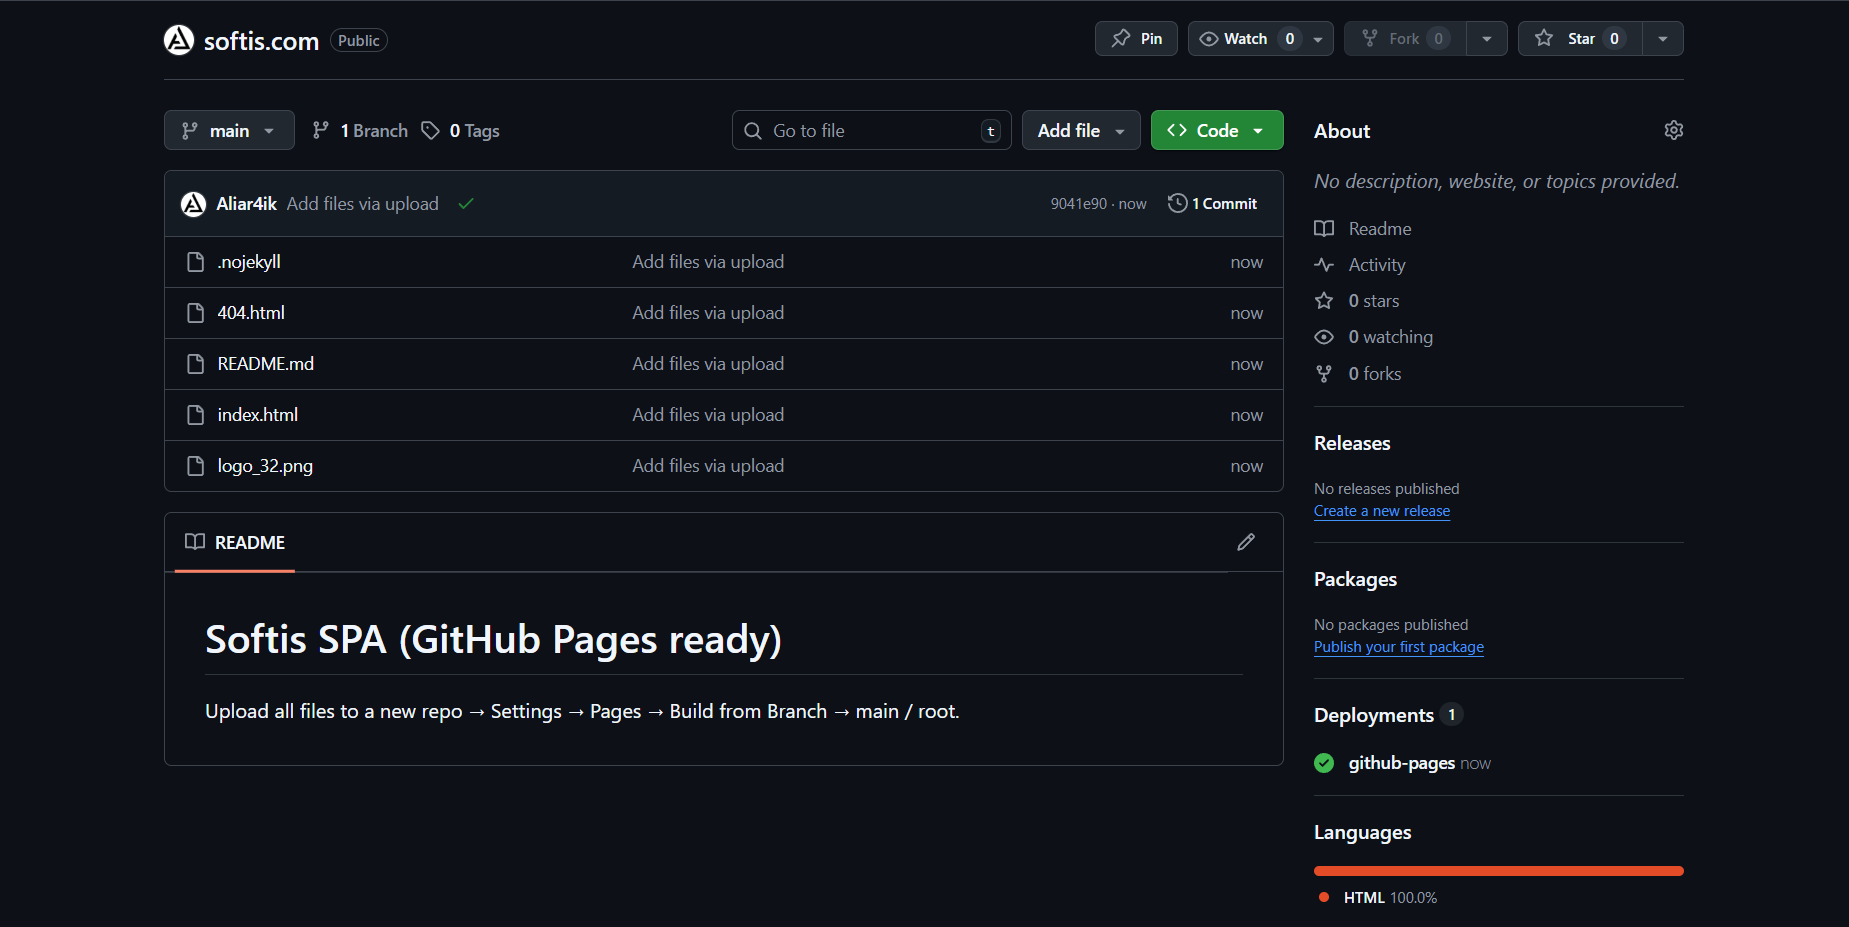 softis.com Public Pin Watch 0 Fork 0 Star 0
main 1 Branch 0 Tags Go to file t Add file Code
Aliar4ik Add files via upload 9041e90 · now 1 Commit
.nojekyll Add files via upload now
404.html Add files via upload now
README.md Add files via upload now
index.html Add files via upload now
logo_32.png Add files via upload now
README
Softis SPA (GitHub Pages ready)
Upload all files to a new repo → Settings → Pages → Build from Branch → main / root.
About
No description, website, or topics provided.
Readme
Activity
0 stars
0 watching
0 forks
Releases
No releases published
Create a new release
Packages
No packages published
Publish your first package
Deployments 1
github-pages now
Languages
HTML 100.0%